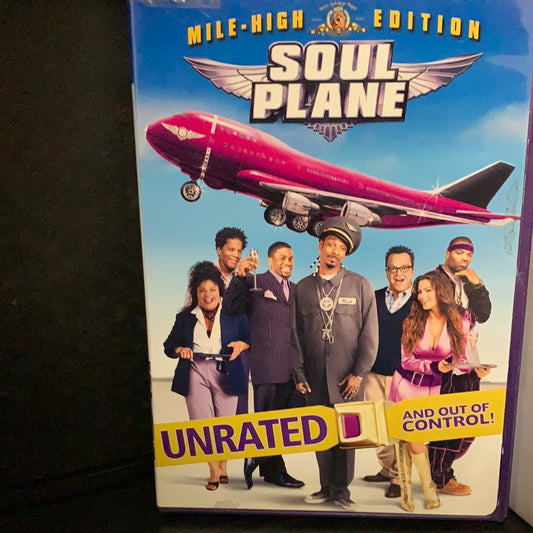 MILE-HIGH EDITION
SOUL
PLANE
UNRATED
AND OUT OF
CONTROL!